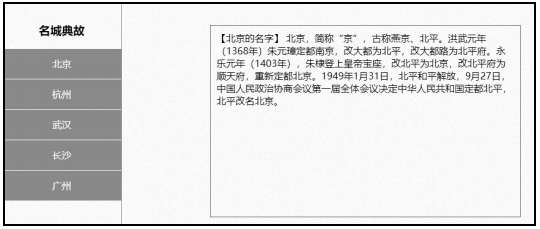 名城典故
北京
杭州
武汉
长沙
广州
【北京的名字】 北京，简称“京”，古称燕京、北平。洪武元年
（1368年）朱元璋定都南京，改大都为北平，改大都路为北平府。永
乐元年（1403年），朱棣登上皇帝宝座，改北平为北京，改北平府为
顺天府，重新定都北京。1949年1月31日，北平和平解放，9月27日，
中国人民政治协商会议第一届全体会议决定中华人民共和国定都北平，
北平改名北京。